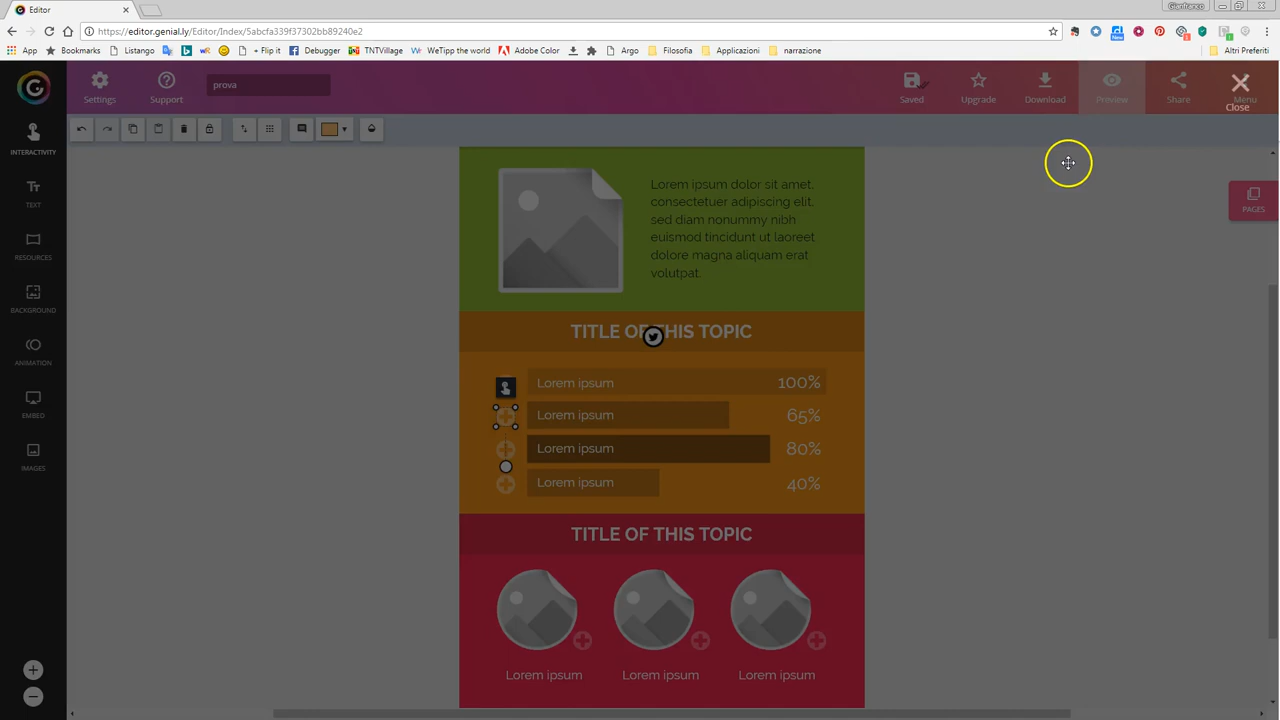 Editor
Gianfranco
https://editor.genial.ly/Editor/Index/5abcfa339f37302bb89240e2
App
Bookmarks
Listango
+ Flip it
Debugger
TNTVillage
WeTipp the world
Adobe Color
Argo
Filosofia
Applicazioni
narrazione
Altri Preferiti
Settings
Support
prova
Saved
Upgrade
Download
Preview
Share
Menu
Close
INTERACTIVITY
TEXT
RESOURCES
BACKGROUND
ANIMATION
EMBED
IMAGES
PAGES
Lorem ipsum dolor sit amet,
consectetuer adipiscing elit,
sed diam nonummy nibh
euismod tincidunt ut laoreet
dolore magna aliquam erat
volutpat.
TITLE OF THIS TOPIC
Lorem ipsum 100%
Lorem ipsum 65%
Lorem ipsum 80%
Lorem ipsum 40%
TITLE OF THIS TOPIC
Lorem ipsum
Lorem ipsum
Lorem ipsum